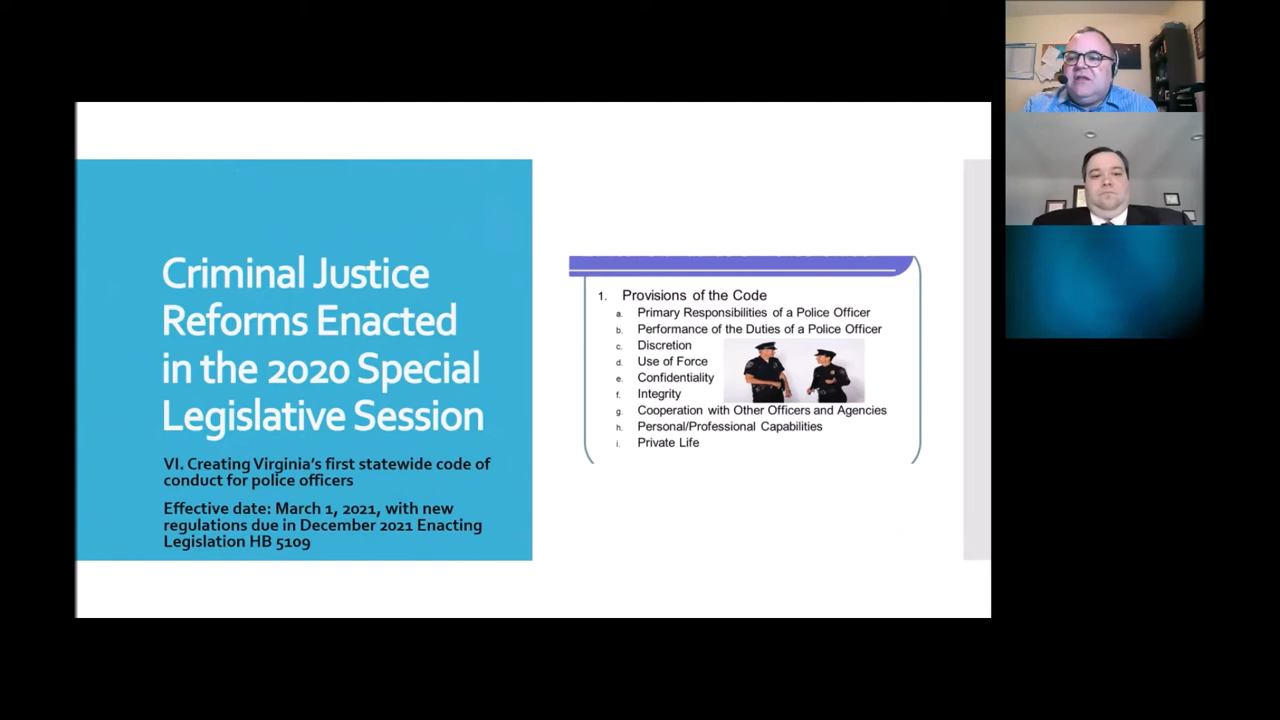 Criminal Justice
Reforms Enacted
in the 2020 Special
Legislative Session
VI. Creating Virginia's first statewide code of
conduct for police officers
Effective date: March 1, 2021, with new
regulations due in December 2021 Enacting
Legislation HB 5109
1. Provisions of the Code
a. Primary Responsibilities of a Police Officer
b. Performance of the Duties of a Police Officer
c. Discretion
d. Use of Force
e. Confidentiality
f. Integrity
g. Cooperation with Other Officers and Agencies
h. Personal/Professional Capabilities
i. Private Life